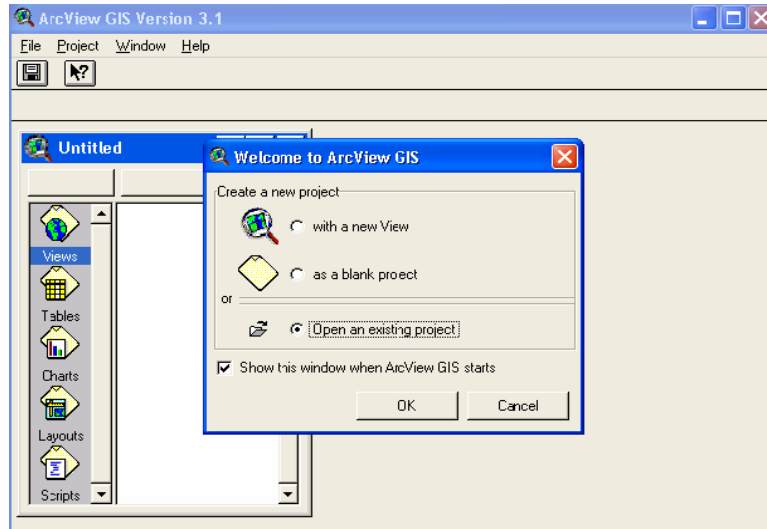 ArcView GIS Version 3.1
File Project Window Help
Untitled
Views
Tables
Charts
Layouts
Scripts
Welcome to ArcView GIS
Create a new project
with a new View
as a blank project
or
Open an existing project
Show this window when ArcView GIS starts
OK Cancel